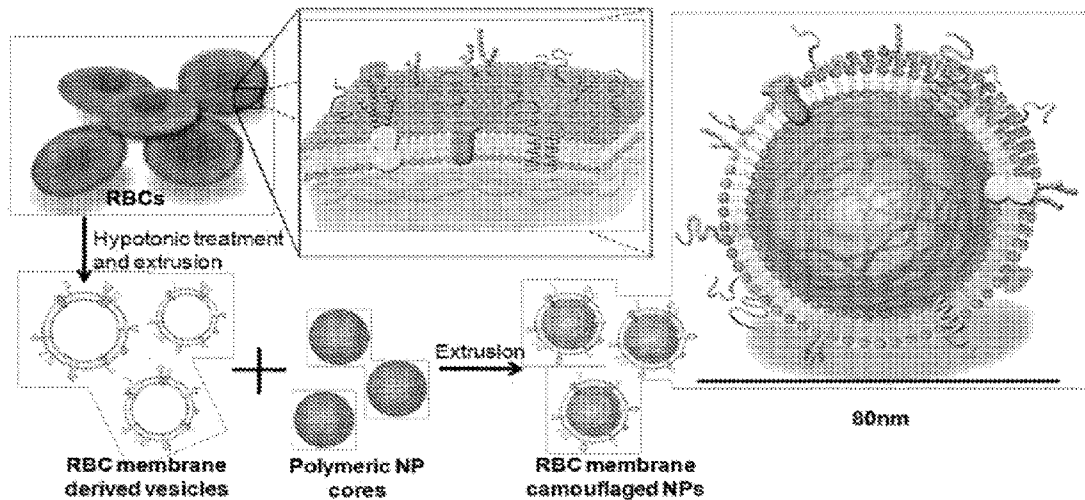 RBCs
Hypotonic treatment
and extrusion
Extrusion
80nm
RBC membrane
derived vesicles
Polymeric NP
cores
RBC membrane
camouflaged NPs